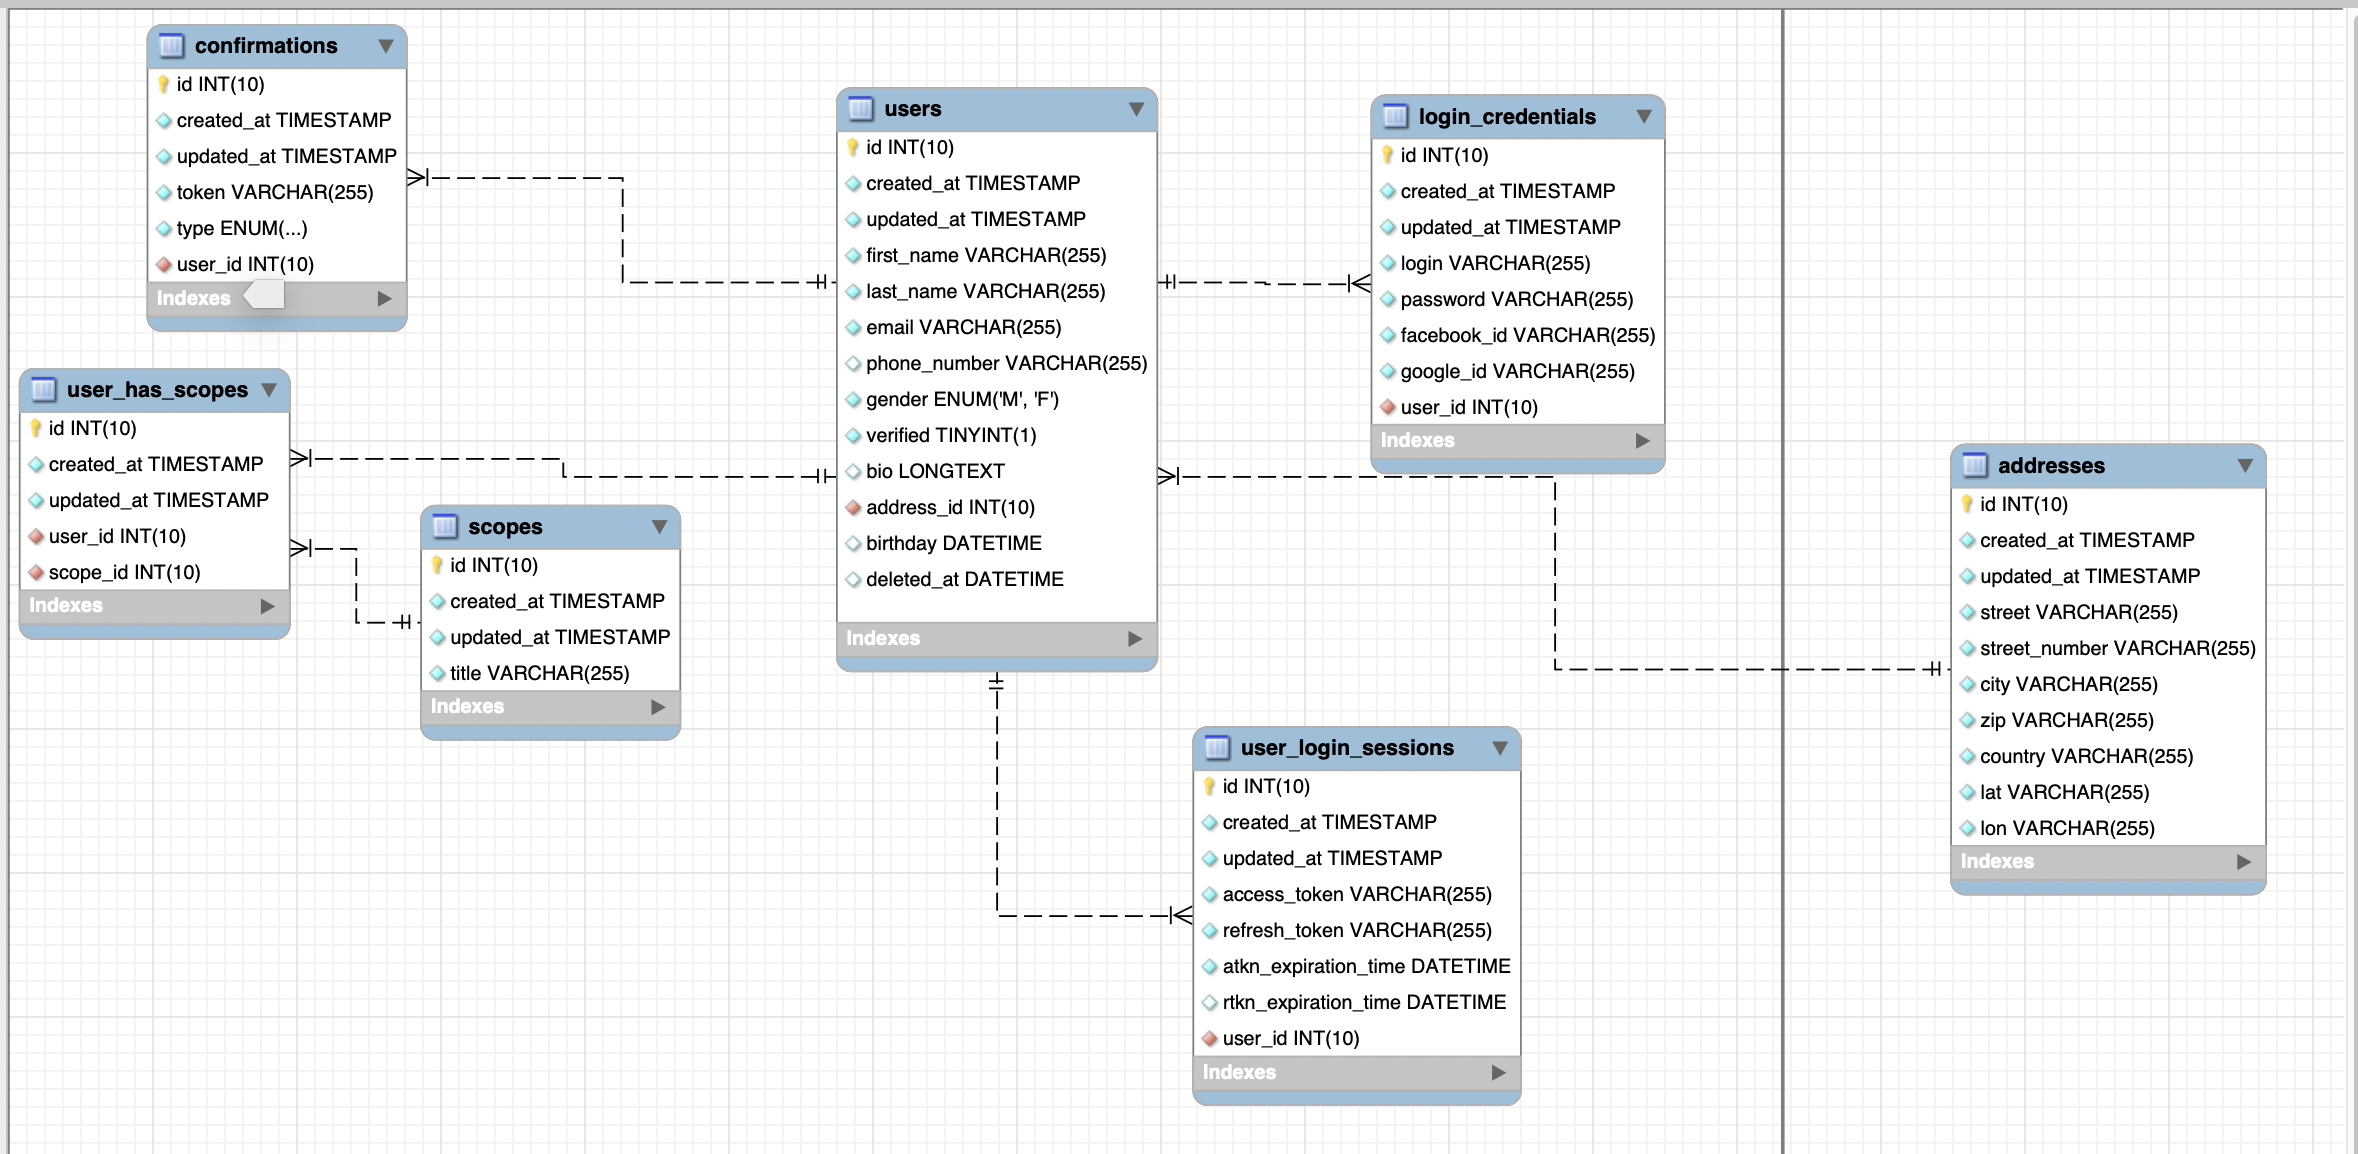 confirmations
id INT(10)
created_at TIMESTAMP
updated_at TIMESTAMP
token VARCHAR(255)
type ENUM(...)
user_id INT(10)
Indexes
user_has_scopes
id INT(10)
created_at TIMESTAMP
updated_at TIMESTAMP
user_id INT(10)
scope_id INT(10)
Indexes
scopes
id INT(10)
created_at TIMESTAMP
updated_at TIMESTAMP
title VARCHAR(255)
Indexes
users
id INT(10)
created_at TIMESTAMP
updated_at TIMESTAMP
first_name VARCHAR(255)
last_name VARCHAR(255)
email VARCHAR(255)
phone_number VARCHAR(255)
gender ENUM('M', 'F')
verified TINYINT(1)
bio LONGTEXT
address_id INT(10)
birthday DATETIME
deleted_at DATETIME
Indexes
login_credentials
id INT(10)
created_at TIMESTAMP
updated_at TIMESTAMP
login VARCHAR(255)
password VARCHAR(255)
facebook_id VARCHAR(255)
google_id VARCHAR(255)
user_id INT(10)
Indexes
user_login_sessions
id INT(10)
created_at TIMESTAMP
updated_at TIMESTAMP
access_token VARCHAR(255)
refresh_token VARCHAR(255)
atkn_expiration_time DATETIME
rtkn_expiration_time DATETIME
user_id INT(10)
Indexes
addresses
id INT(10)
created_at TIMESTAMP
updated_at TIMESTAMP
street VARCHAR(255)
street_number VARCHAR(255)
city VARCHAR(255)
zip VARCHAR(255)
country VARCHAR(255)
lat VARCHAR(255)
lon VARCHAR(255)
Indexes